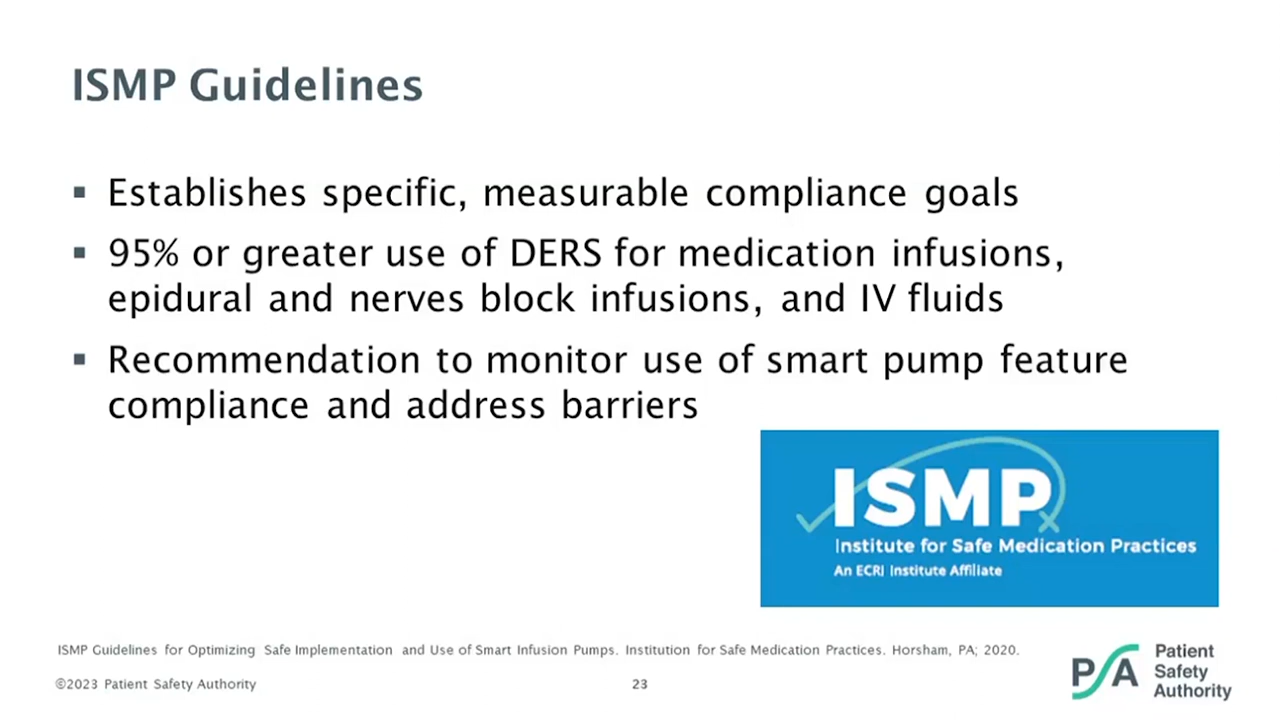 ISMP Guidelines
▪ Establishes specific, measurable compliance goals
▪ 95% or greater use of DERS for medication infusions,
epidural and nerves block infusions, and IV fluids
▪ Recommendation to monitor use of smart pump feature
compliance and address barriers
ISMP
Institute for Safe Medication Practices
An ECRI Institute Affiliate
ISMP Guidelines for Optimizing Safe Implementation and Use of Smart Infusion Pumps. Institution for Safe Medication Practices. Horsham, PA; 2020.
©2023 Patient Safety Authority
23
PSA
Patient
Safety
Authority